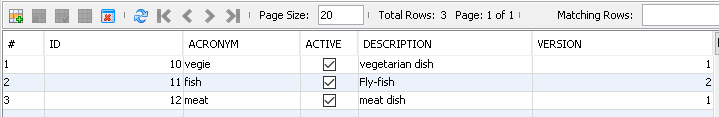 Page Size: 20 Total Rows: 3 Page: 1 of 1 Matching Rows:
# ID ACRONYM ACTIVE DESCRIPTION VERSION
1 10 vegie vegetarian dish 1
2 11 fish Fly-fish 2
3 12 meat meat dish 1